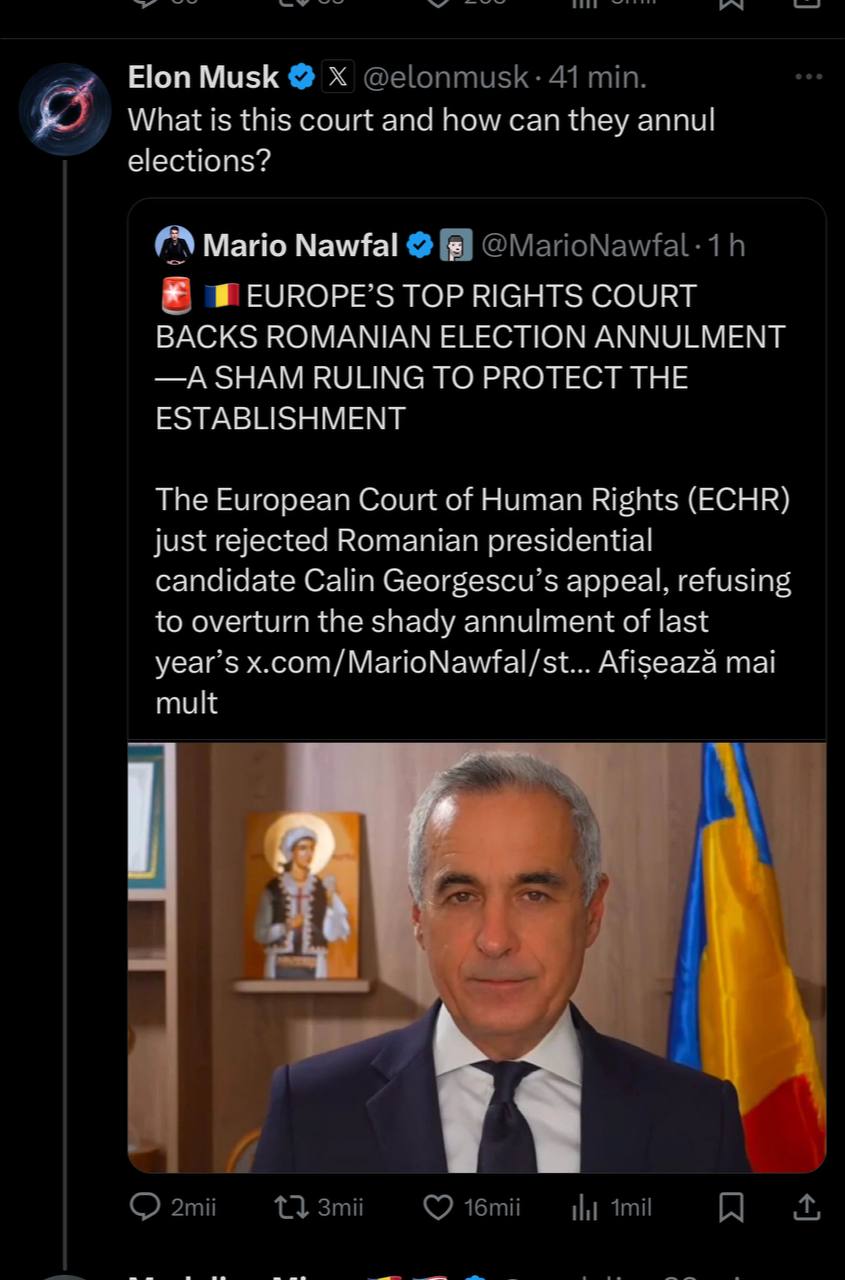 Elon Musk @elonmusk · 41 min.
What is this court and how can they annul
elections?
Mario Nawfal @MarioNawfal · 1 h
🚨 🇷🇴 EUROPE’S TOP RIGHTS COURT
BACKS ROMANIAN ELECTION ANNULMENT
—A SHAM RULING TO PROTECT THE
ESTABLISHMENT
The European Court of Human Rights (ECHR)
just rejected Romanian presidential
candidate Calin Georgescu’s appeal, refusing
to overturn the shady annulment of last
year’s x.com/MarioNawfal/st... Afișează mai
mult
2mii 3mii 16mii 1mil